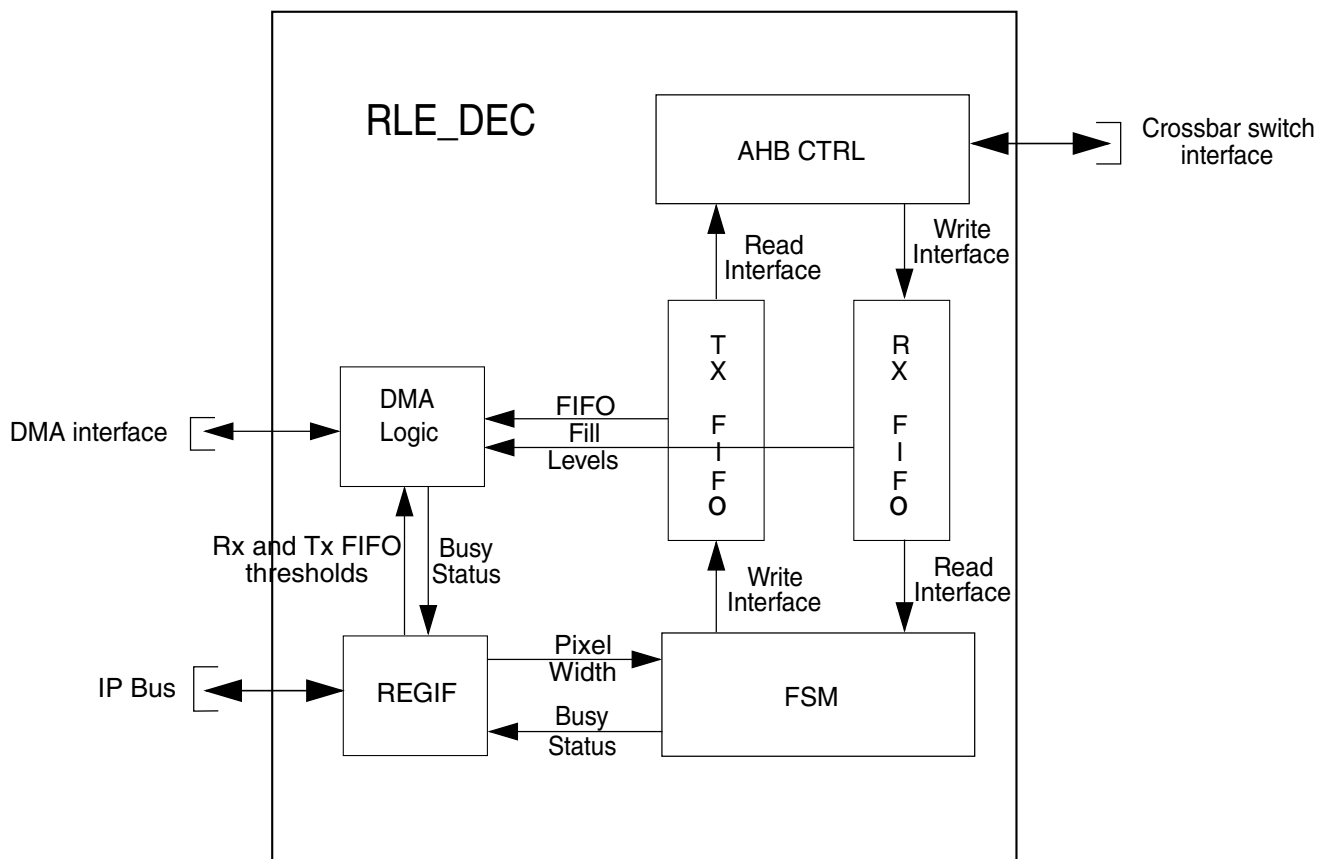 RLE_DEC
AHB CTRL
Crossbar switch
interface
Read
Interface
Write
Interface
T
X
F
I
F
O
R
X
F
I
F
O
DMA
Logic
FIFO
Fill
Levels
DMA interface
Rx and Tx FIFO
thresholds
Busy
Status
Write
Interface
Read
Interface
IP Bus
REGIF
Pixel
Width
Busy
Status
FSM